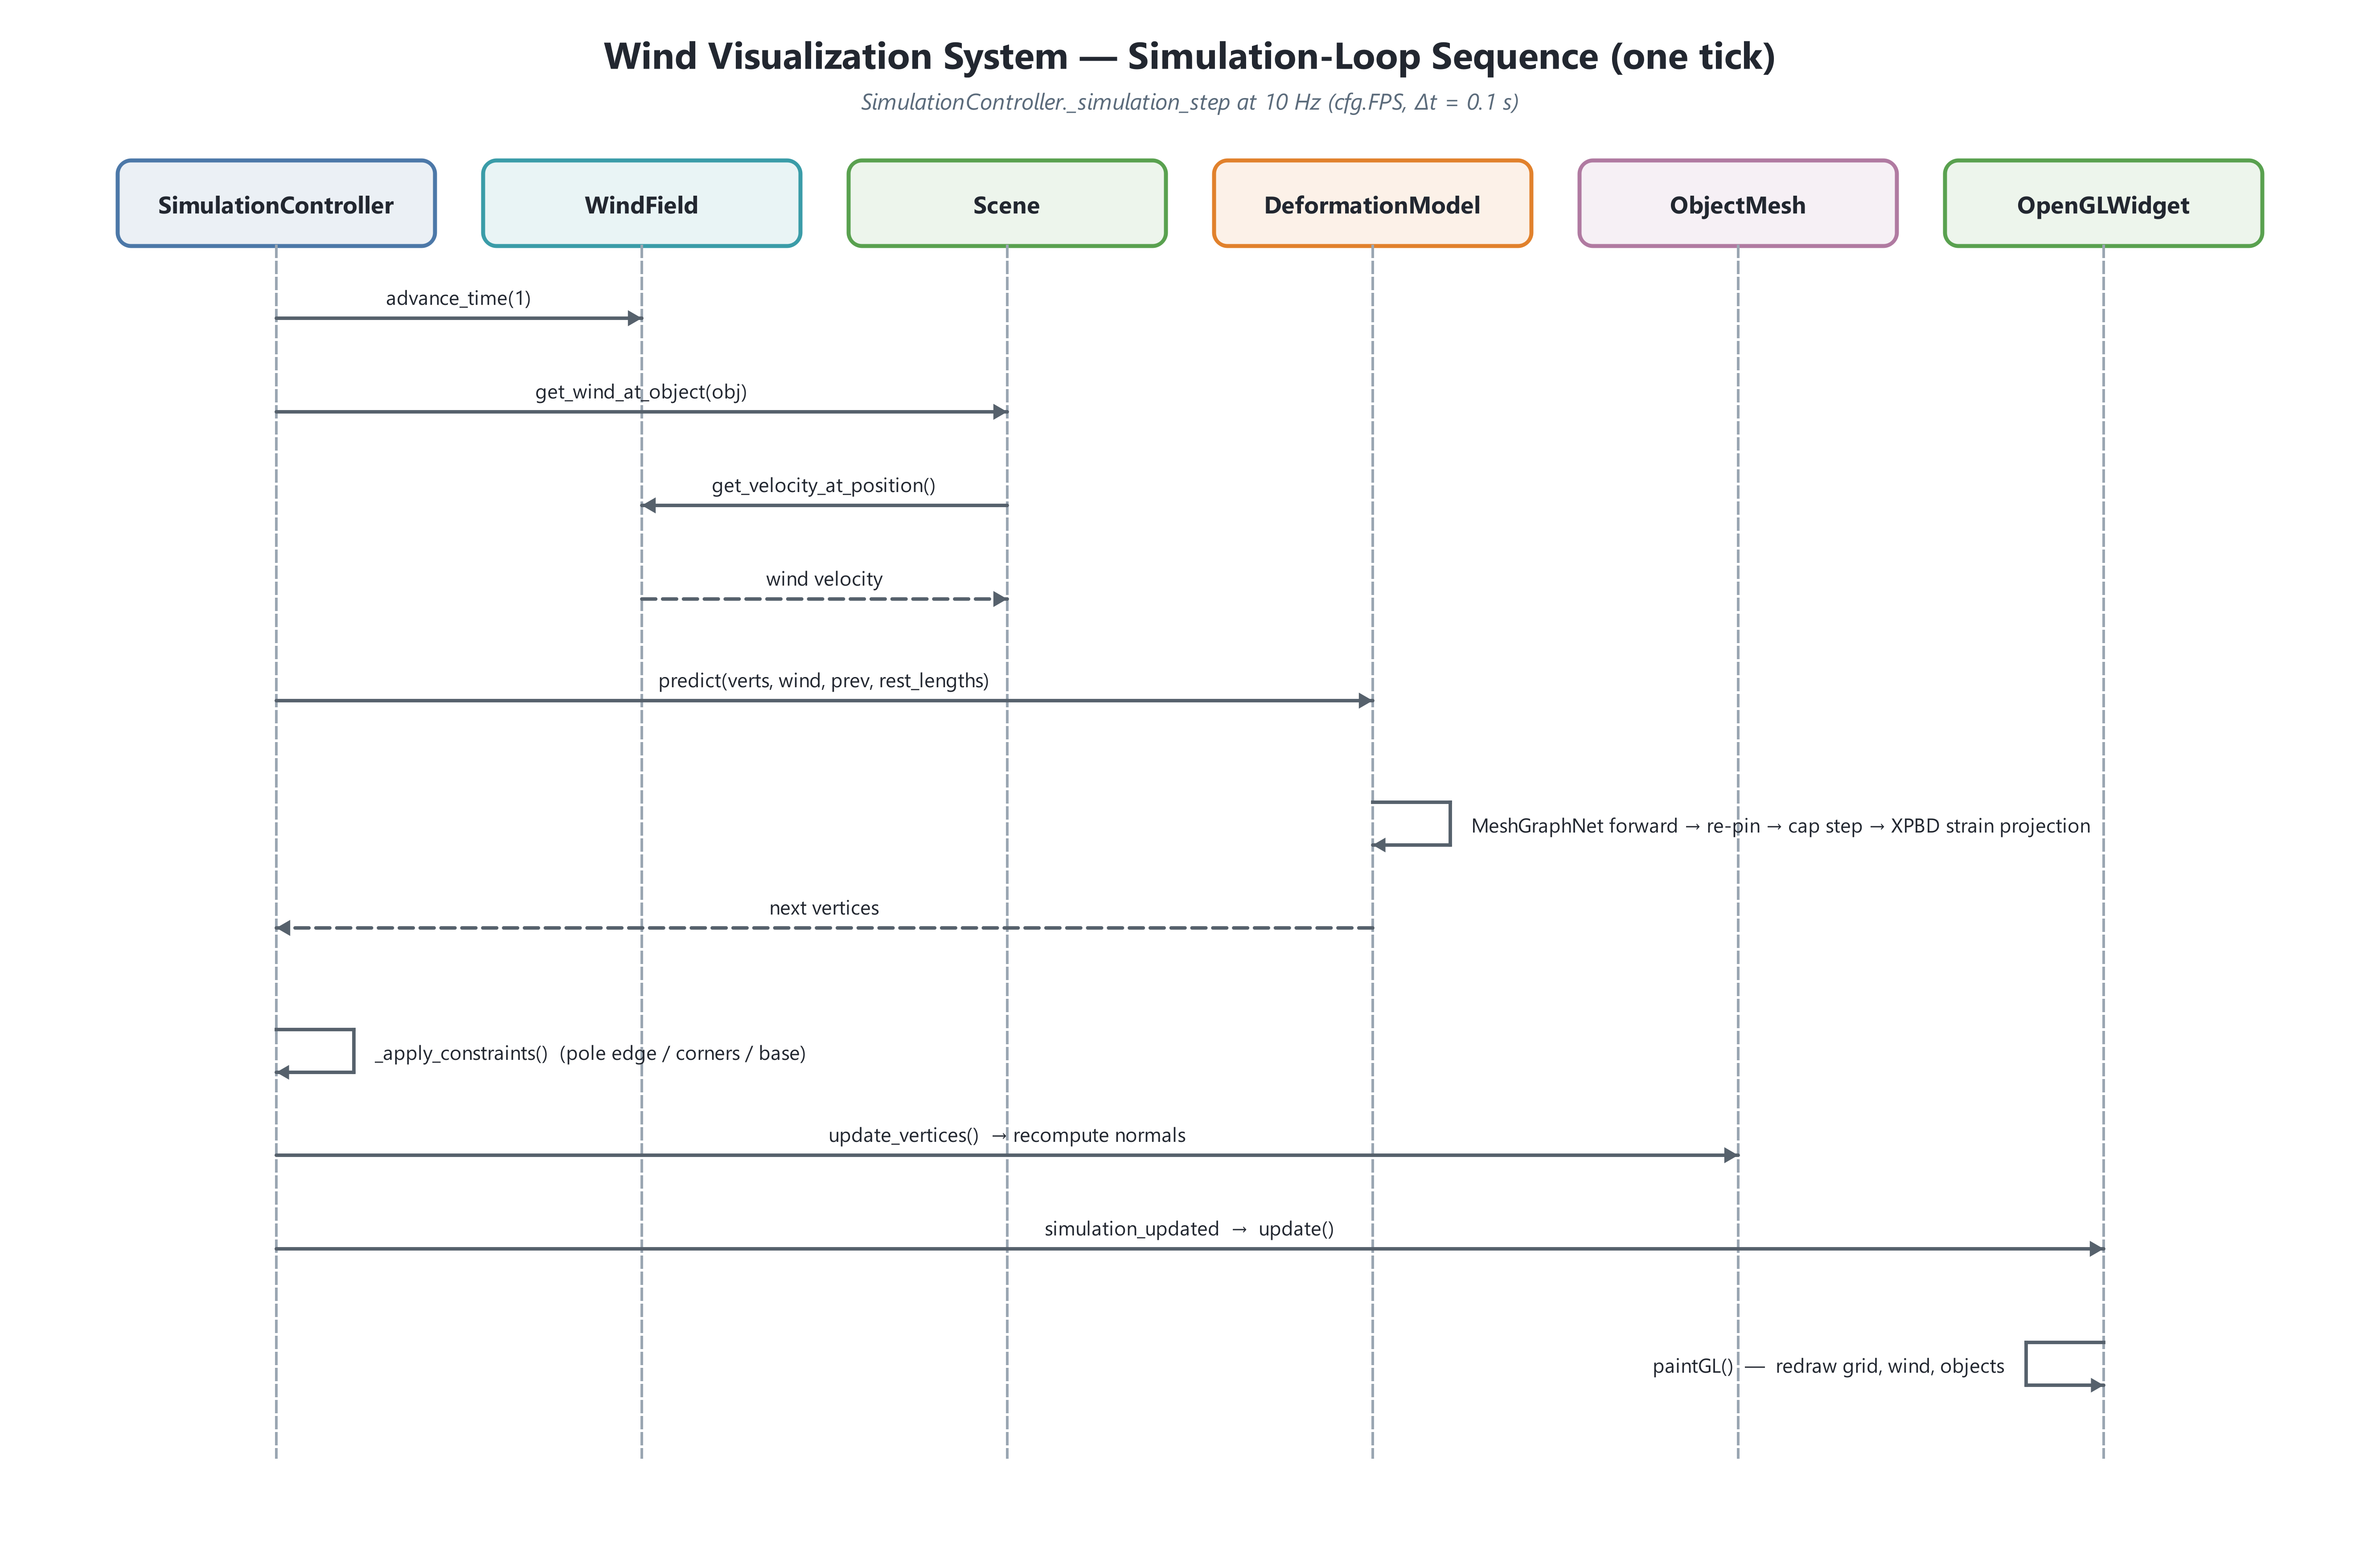 Wind Visualization System — Simulation-Loop Sequence (one tick)
SimulationController._simulation_step at 10 Hz (cfg.FPS, Δt = 0.1 s)
SimulationController
WindField
Scene
DeformationModel
ObjectMesh
OpenGLWidget
advance_time(1)
get_wind_at_object(obj)
get_velocity_at_position()
wind velocity
predict(verts, wind, prev, rest_lengths)
MeshGraphNet forward → re-pin → cap step → XPBD strain projection
next vertices
_apply_constraints() (pole edge / corners / base)
update_vertices() → recompute normals
simulation_updated → update()
paintGL() — redraw grid, wind, objects